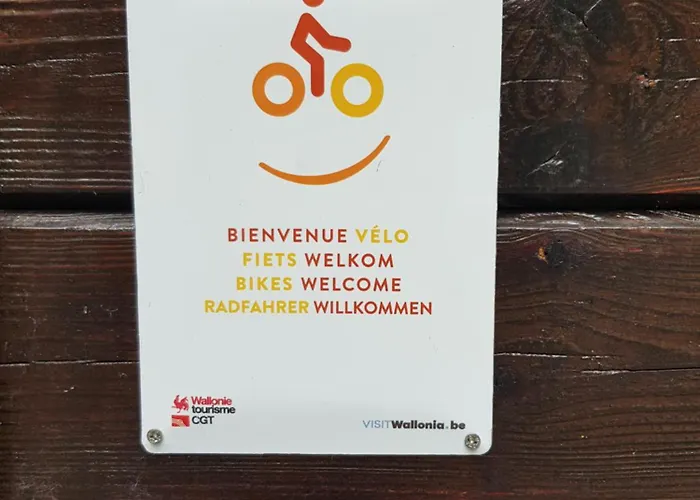 BIENVENUE VÉLO
FIETS WELKOM
BIKES WELCOME
RADFAHRER WILLKOMMEN
Wallonie
tourisme
CGT
VISITWallonia.be